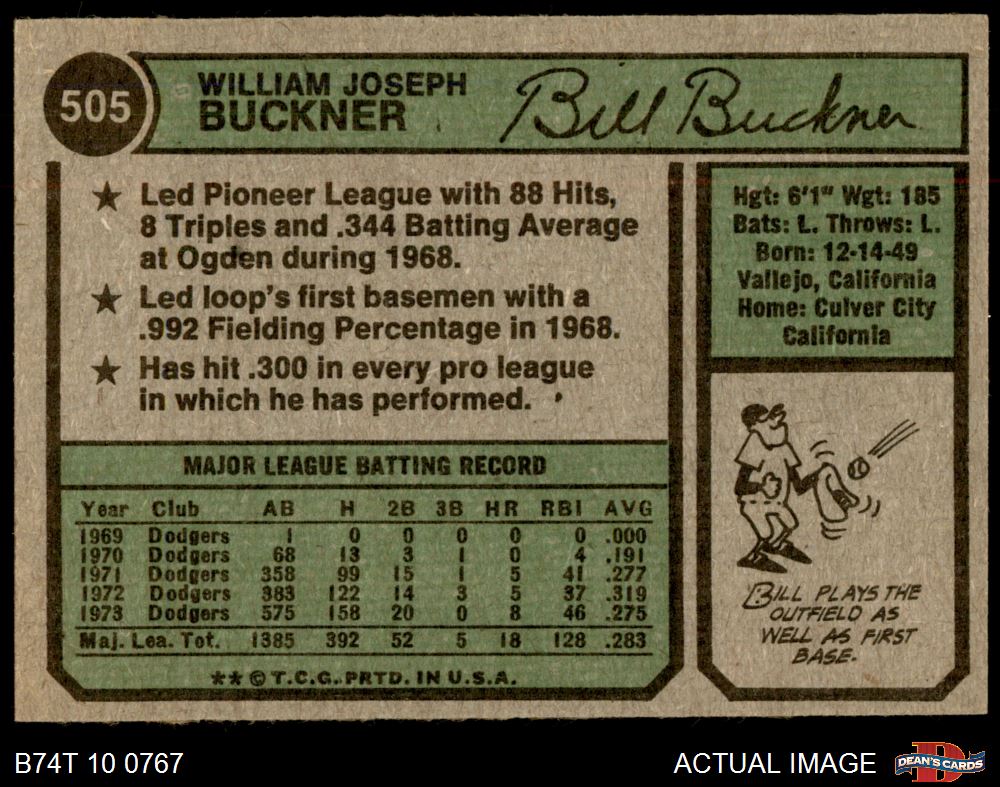 505
WILLIAM JOSEPH
BUCKNER
Bill Buckner
★ Led Pioneer League with 88 Hits,
8 Triples and .344 Batting Average
at Ogden during 1968.
★ Led loop's first basemen with a
.992 Fielding Percentage in 1968.
★ Has hit .300 in every pro league
in which he has performed.
Hgt: 6'1" Wgt: 185
Bats: L. Throws: L.
Born: 12-14-49
Vallejo, California
Home: Culver City
California
MAJOR LEAGUE BATTING RECORD
Year Club AB H 2B 3B HR RBI AVG
1969 Dodgers 1 0 0 0 0 0 .000
1970 Dodgers 68 13 3 1 0 4 .191
1971 Dodgers 358 99 15 1 5 41 .277
1972 Dodgers 383 122 14 3 5 37 .319
1973 Dodgers 575 158 20 0 8 46 .275
Maj. Lea. Tot. 1385 392 52 5 18 128 .283
** © T.C.G. PRTD. IN U.S.A.
BILL PLAYS THE
OUTFIELD AS
WELL AS FIRST
BASE.
B74T 10 0767
ACTUAL IMAGE
DEAN'S CARDS